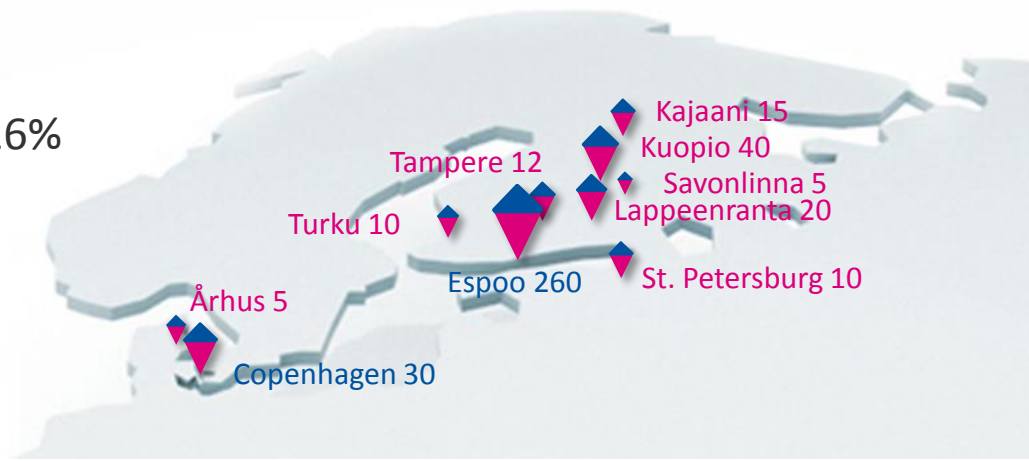 6%
Kajaani 15
Kuopio 40
Tampere 12
Savonlinna 5
Lappeenranta 20
Turku 10
St. Petersburg 10
Espoo 260
Århus 5
Copenhagen 30